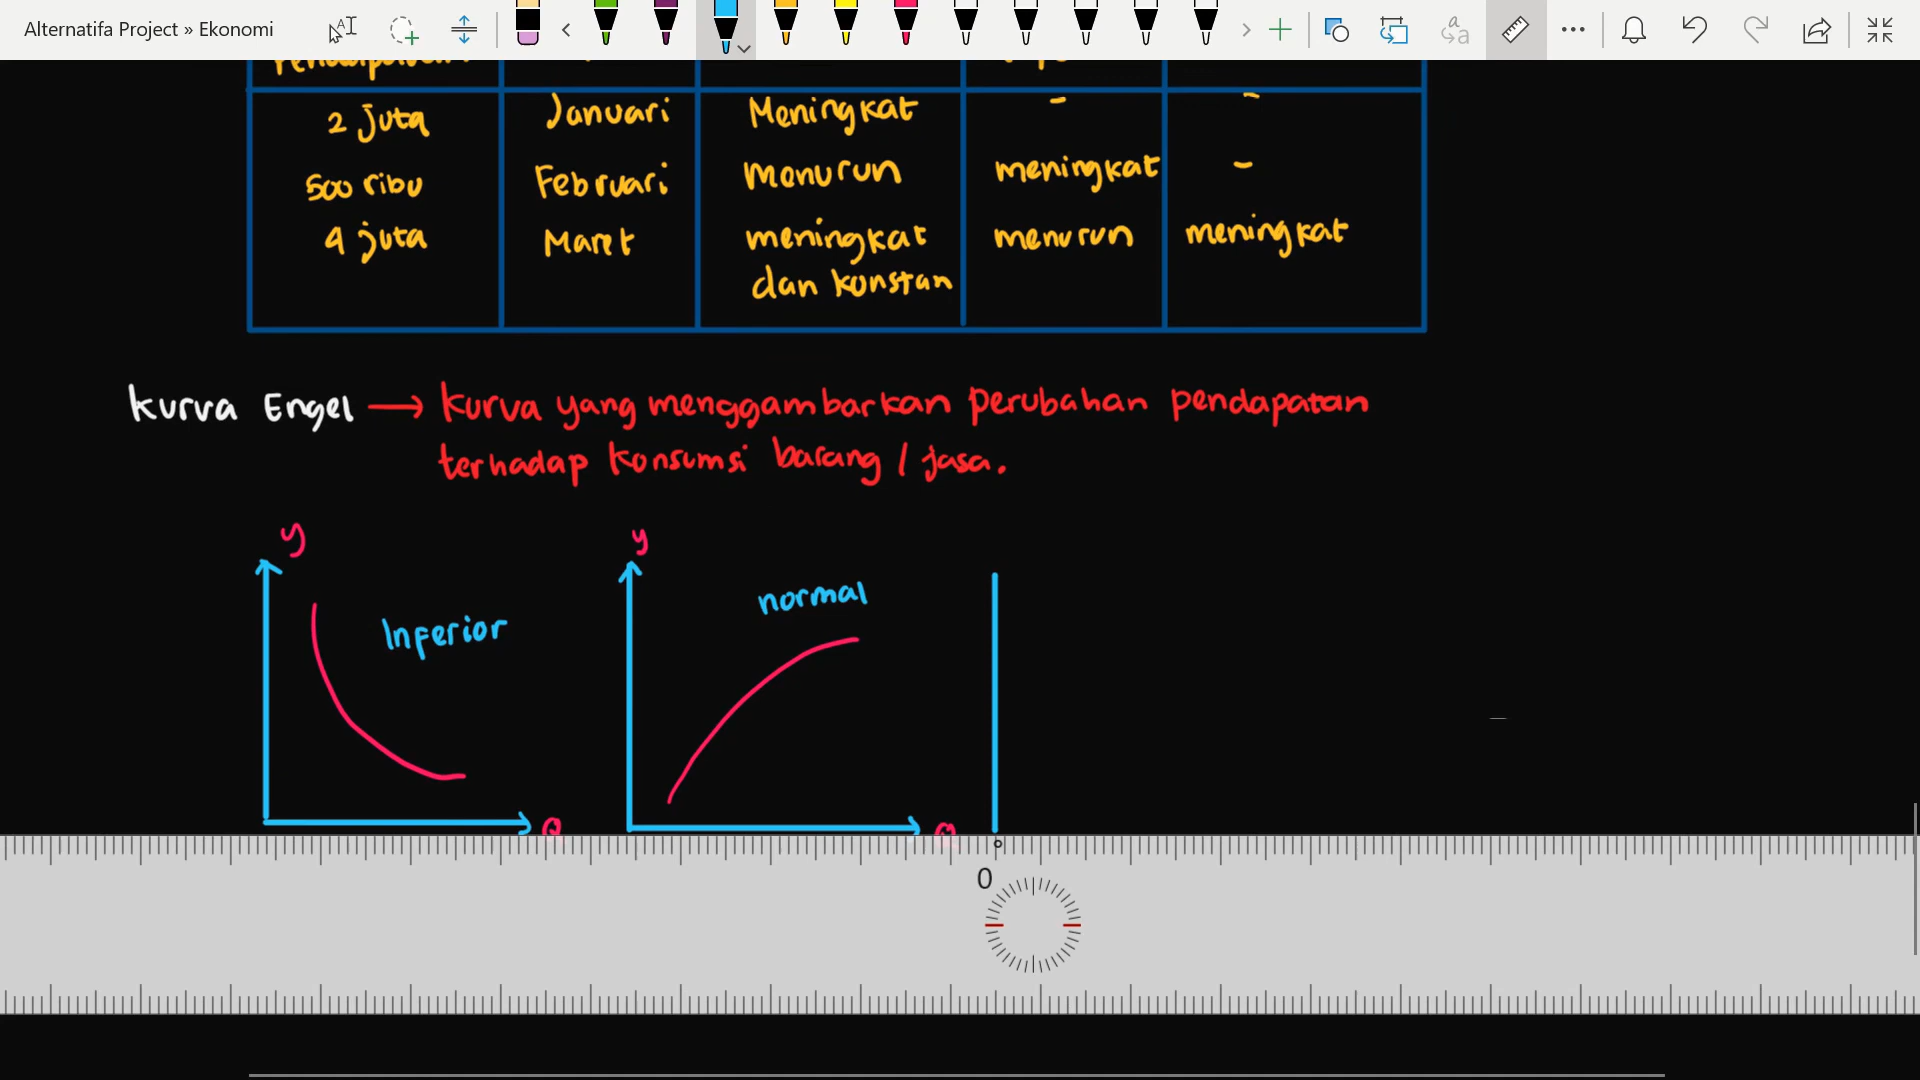 Alternatifa Project » Ekonomi
2 juta Januari Meningkat - -
500 ribu Februari Menurun meningkat -
4 juta Maret meningkat menurun meningkat
dan konstan
kurva Engel → kurva yang menggambarkan perubahan pendapatan
terhadap konsumsi barang / jasa.
y y
normal
Inferior
Q Q
0